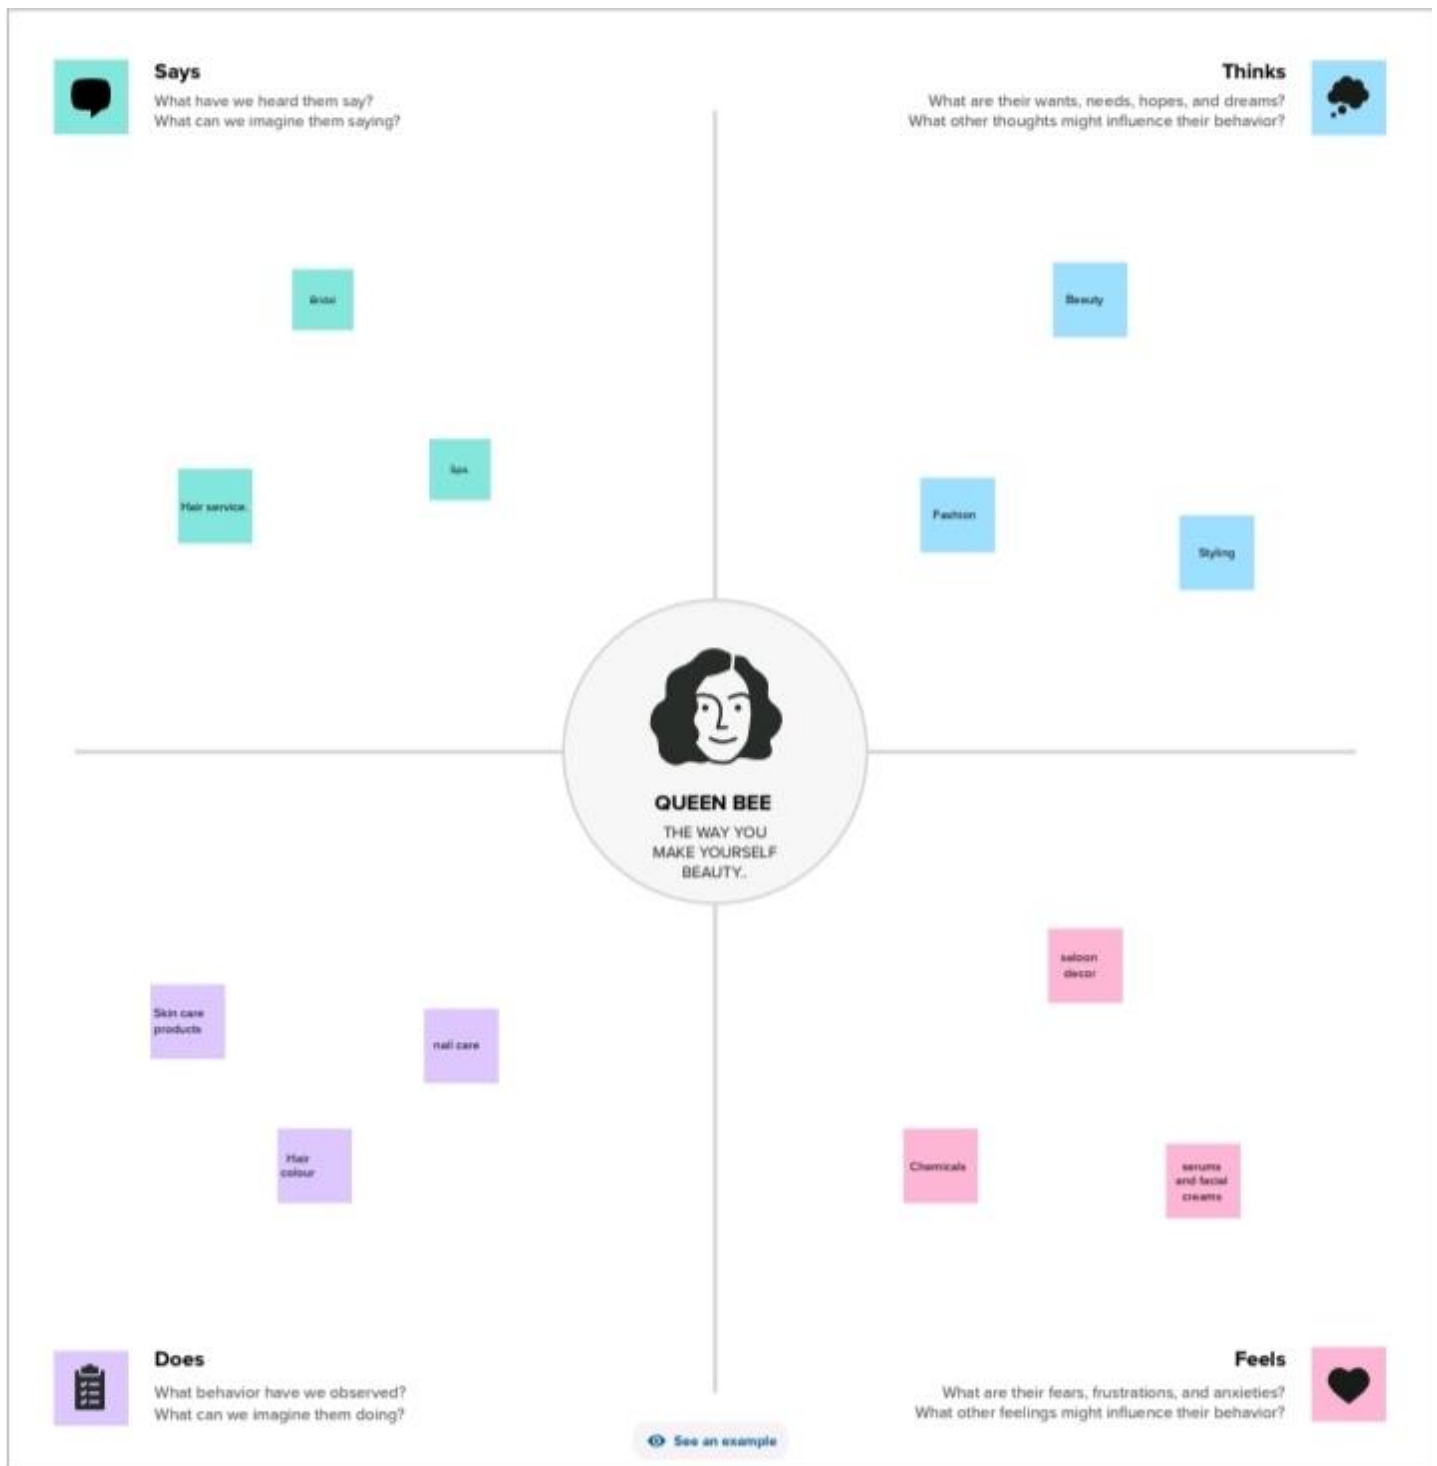 Says
What have we heard them say?
What can we imagine them saying?
Thinks
What are their wants, needs, hopes, and dreams?
What other thoughts might influence their behavior?
Bridal
Spa
Hair service.
Beauty
Fashion
Styling
QUEEN BEE
THE WAY YOU
MAKE YOURSELF
BEAUTY..
Skin care
products
nail care
Hair
colour
saloon
decor
Chemicals
serums
and facial
creams
Does
What behavior have we observed?
What can we imagine them doing?
Feels
What are their fears, frustrations, and anxieties?
What other feelings might influence their behavior?
See an example